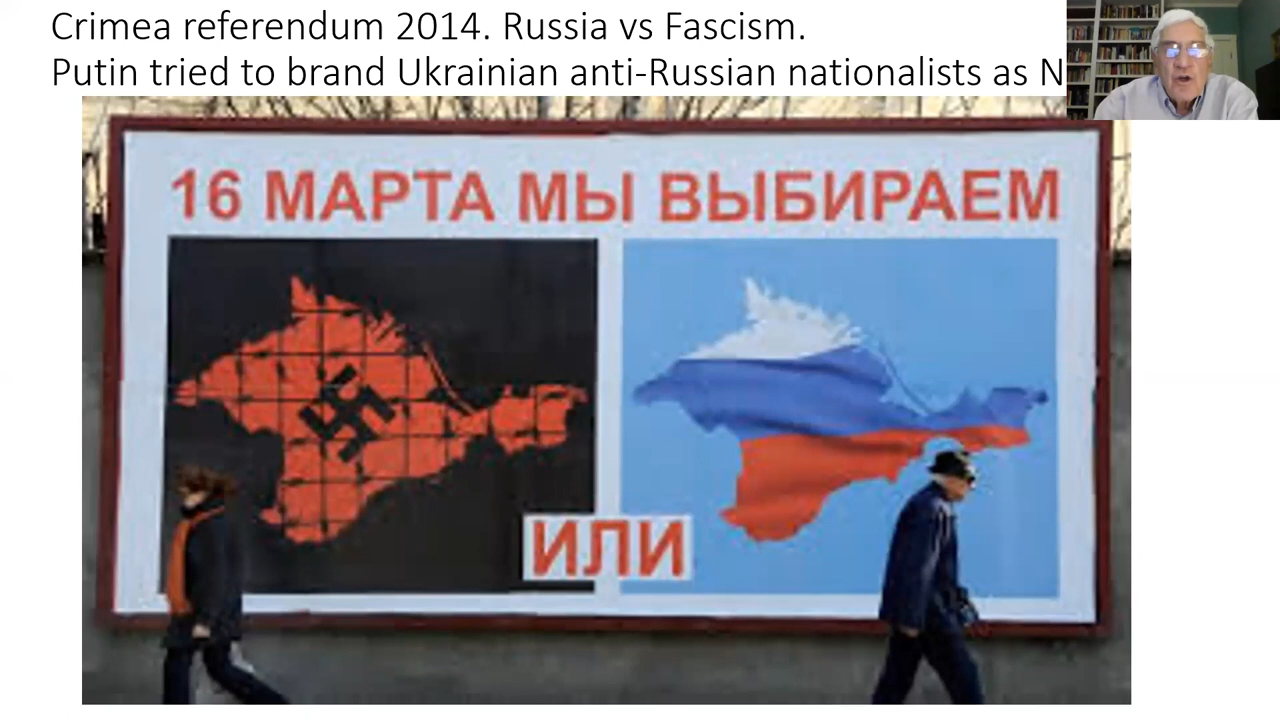 Crimea referendum 2014. Russia vs Fascism.
Putin tried to brand Ukrainian anti-Russian nationalists as N
16 МАРТА МЫ ВЫБИРАЕМ
ИЛИ